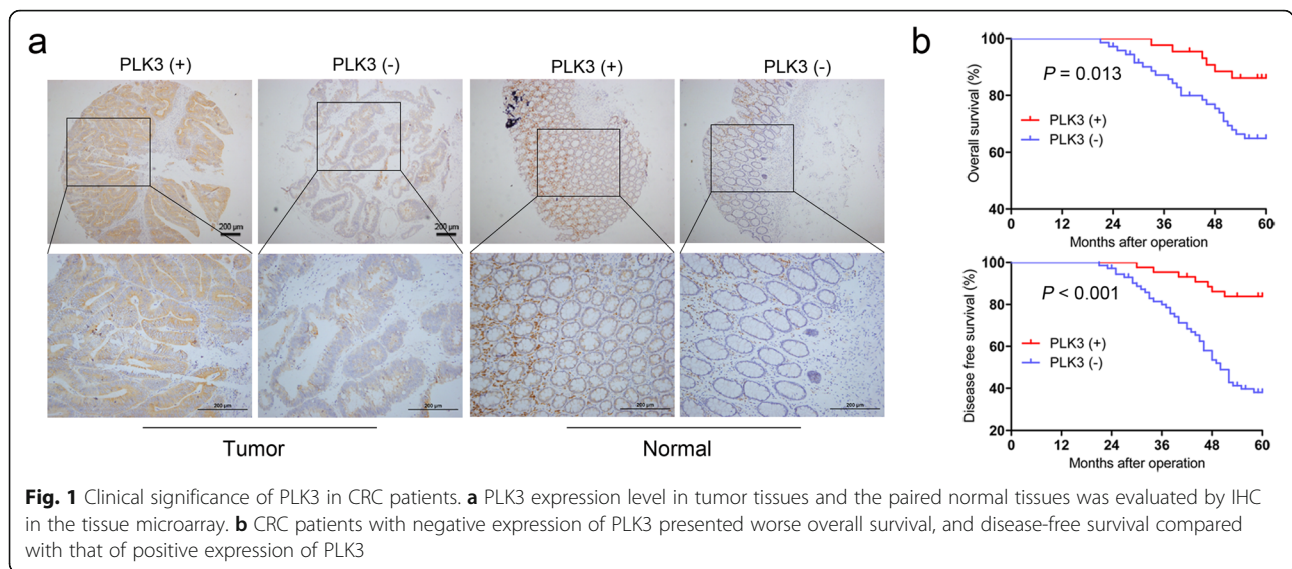 a
PLK3 (+)
PLK3 (-)
PLK3 (+)
PLK3 (-)
200 μm
200 μm
200 μm
200 μm
200 μm
200 μm
200 μm
200 μm
Tumor
Normal
b
Overall survival (%)
100
80
60
40
P = 0.013
PLK3 (+)
PLK3 (-)
0 12 24 36 48 60
Months after operation
Disease free survival (%)
100
80
60
40
20
P < 0.001
PLK3 (+)
PLK3 (-)
0 12 24 36 48 60
Months after operation
Fig. 1 Clinical significance of PLK3 in CRC patients. a PLK3 expression level in tumor tissues and the paired normal tissues was evaluated by IHC
in the tissue microarray. b CRC patients with negative expression of PLK3 presented worse overall survival, and disease-free survival compared
with that of positive expression of PLK3